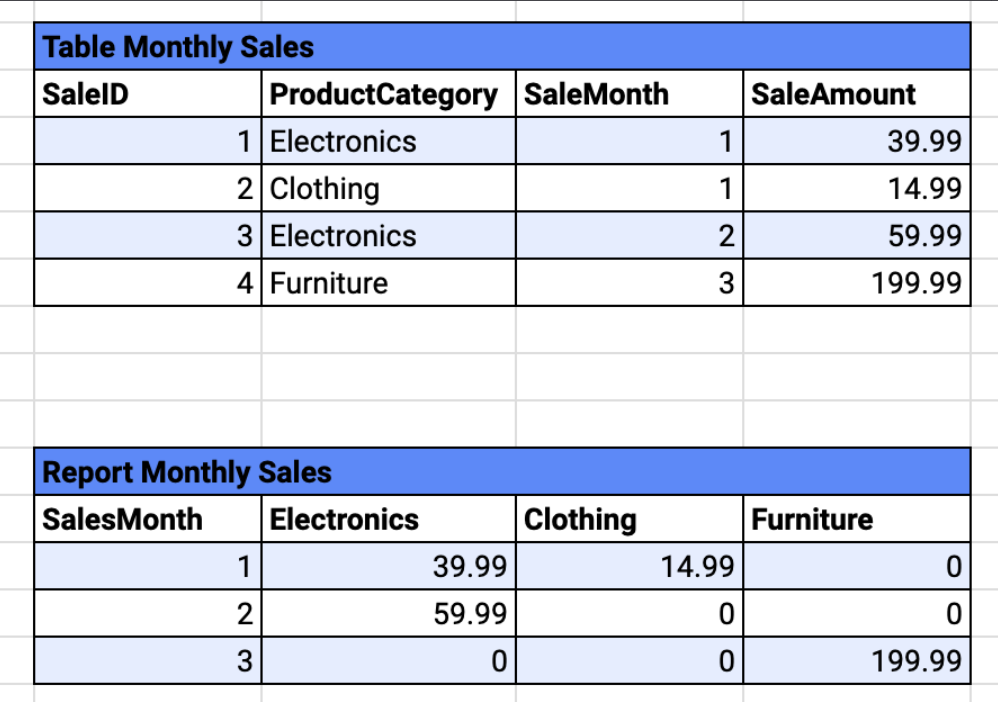 Table Monthly Sales
SaleID ProductCategory SaleMonth SaleAmount
1 Electronics 1 39.99
2 Clothing 1 14.99
3 Electronics 2 59.99
4 Furniture 3 199.99
Report Monthly Sales
SalesMonth Electronics Clothing Furniture
1 39.99 14.99 0
2 59.99 0 0
3 0 0 199.99